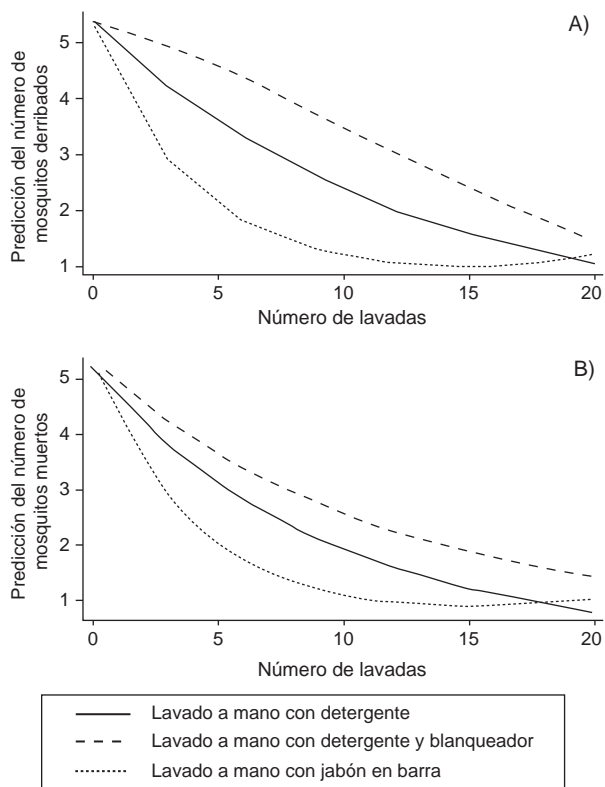 A)
Predicción del número de
mosquitos derribados
5
4
3
2
1
0 5 10 15 20
Número de lavadas
B)
Predicción del número de
mosquitos muertos
5
4
3
2
1
0 5 10 15 20
Número de lavadas
Lavado a mano con detergente
Lavado a mano con detergente y blanqueador
Lavado a mano con jabón en barra